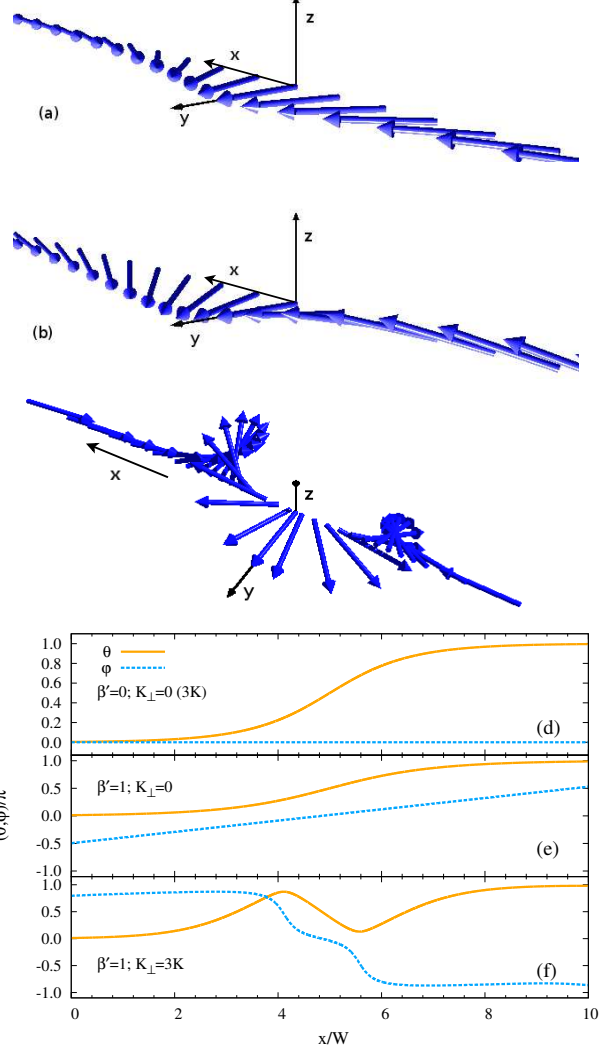 z
x
(a)
y
z
x
(b)
y
x
z
y
1.0
θ
0.8
φ
0.6
β'=0; K⊥=0 (3K)
0.4
0.2
(d)
0.0
1.0
0.5
β'=1; K⊥=0
0.0
-0.5
(e)
-1.0
1.0
0.5
0.0
-0.5
β'=1; K⊥=3K
(f)
-1.0
0 2 4 6 8 10
x/W